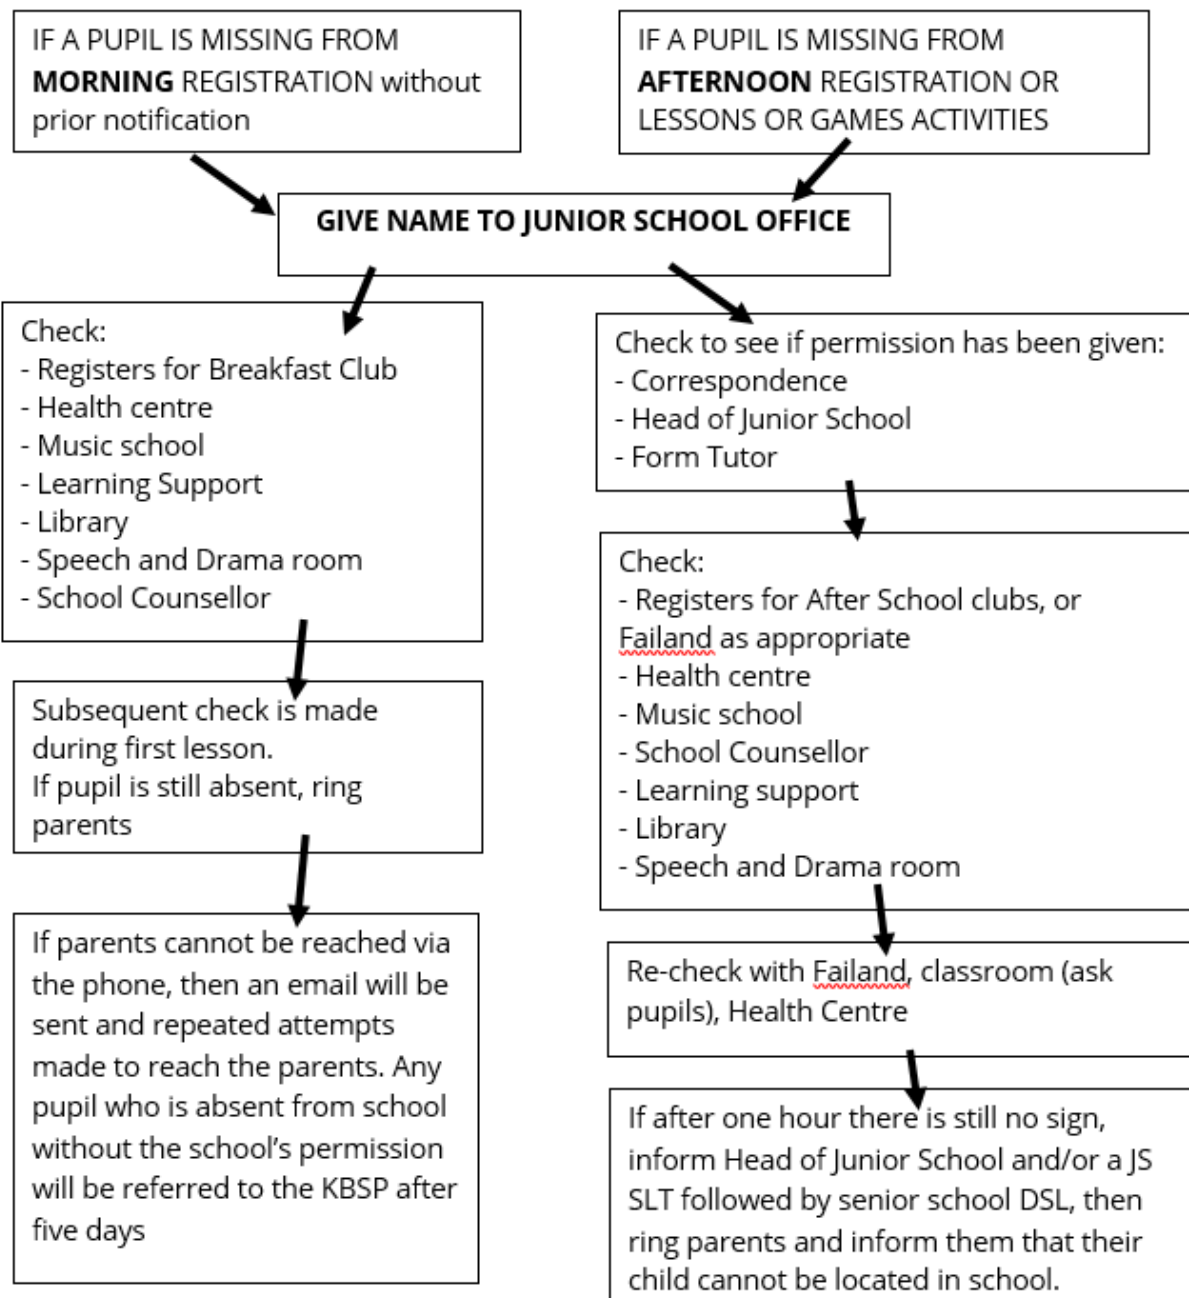 IF A PUPIL IS MISSING FROM
MORNING REGISTRATION without
prior notification
IF A PUPIL IS MISSING FROM
AFTERNOON REGISTRATION OR
LESSONS OR GAMES ACTIVITIES
GIVE NAME TO JUNIOR SCHOOL OFFICE
Check:
- Registers for Breakfast Club
- Health centre
- Music school
- Learning Support
- Library
- Speech and Drama room
- School Counsellor
Subsequent check is made
during first lesson.
If pupil is still absent, ring
parents
If parents cannot be reached via
the phone, then an email will be
sent and repeated attempts
made to reach the parents. Any
pupil who is absent from school
without the school’s permission
will be referred to the KBSP after
five days
Check to see if permission has been given:
- Correspondence
- Head of Junior School
- Form Tutor
Check:
- Registers for After School clubs, or
Failand as appropriate
- Health centre
- Music school
- School Counsellor
- Learning support
- Library
- Speech and Drama room
Re-check with Failand, classroom (ask
pupils), Health Centre
If after one hour there is still no sign,
inform Head of Junior School and/or a JS
SLT followed by senior school DSL, then
ring parents and inform them that their
child cannot be located in school.